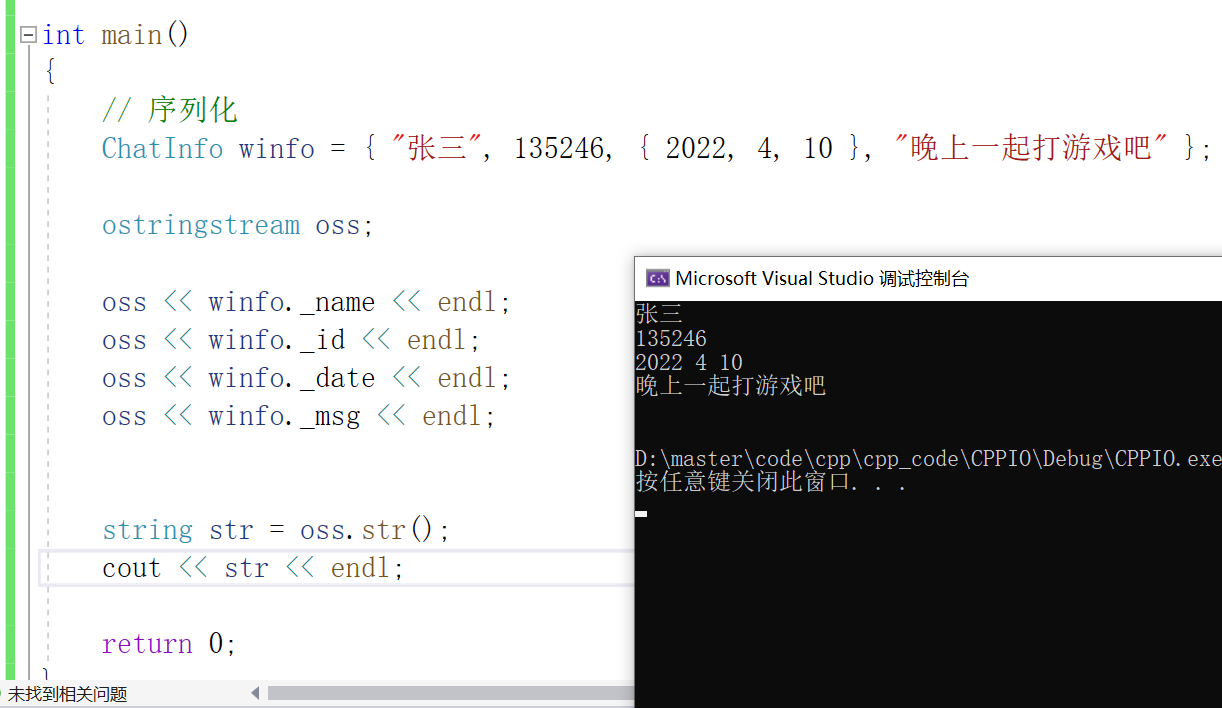 int main()
{
// 序列化
ChatInfo winfo = { "张三", 135246, { 2022, 4, 10 }, "晚上一起打游戏吧" };
ostringstream oss;
oss << winfo._name << endl;
oss << winfo._id << endl;
oss << winfo._date << endl;
oss << winfo._msg << endl;
string str = oss.str();
cout << str << endl;
return 0;
}
未找到相关问题
Microsoft Visual Studio 调试控制台
张三
135246
2022 4 10
晚上一起打游戏吧
D:\master\code\cpp\cpp_code\CPPIO\Debug\CPPIO.exe
按任意键关闭此窗口. . .